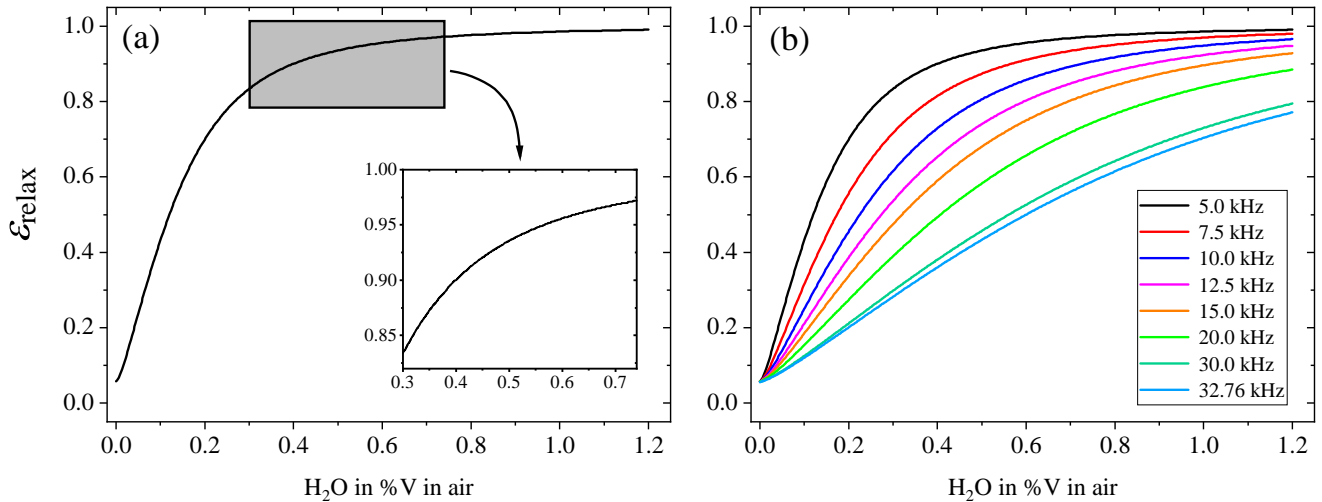 (a)
ε_relax
1.0
0.8
0.6
0.4
0.2
0.0
0.0 0.2 0.4 0.6 0.8 1.0 1.2
H₂O in %V in air
1.00
0.95
0.90
0.85
0.3 0.4 0.5 0.6 0.7
(b)
1.0
0.8
0.6
0.4
0.2
0.0
0.0 0.2 0.4 0.6 0.8 1.0 1.2
H₂O in %V in air
5.0 kHz
7.5 kHz
10.0 kHz
12.5 kHz
15.0 kHz
20.0 kHz
30.0 kHz
32.76 kHz